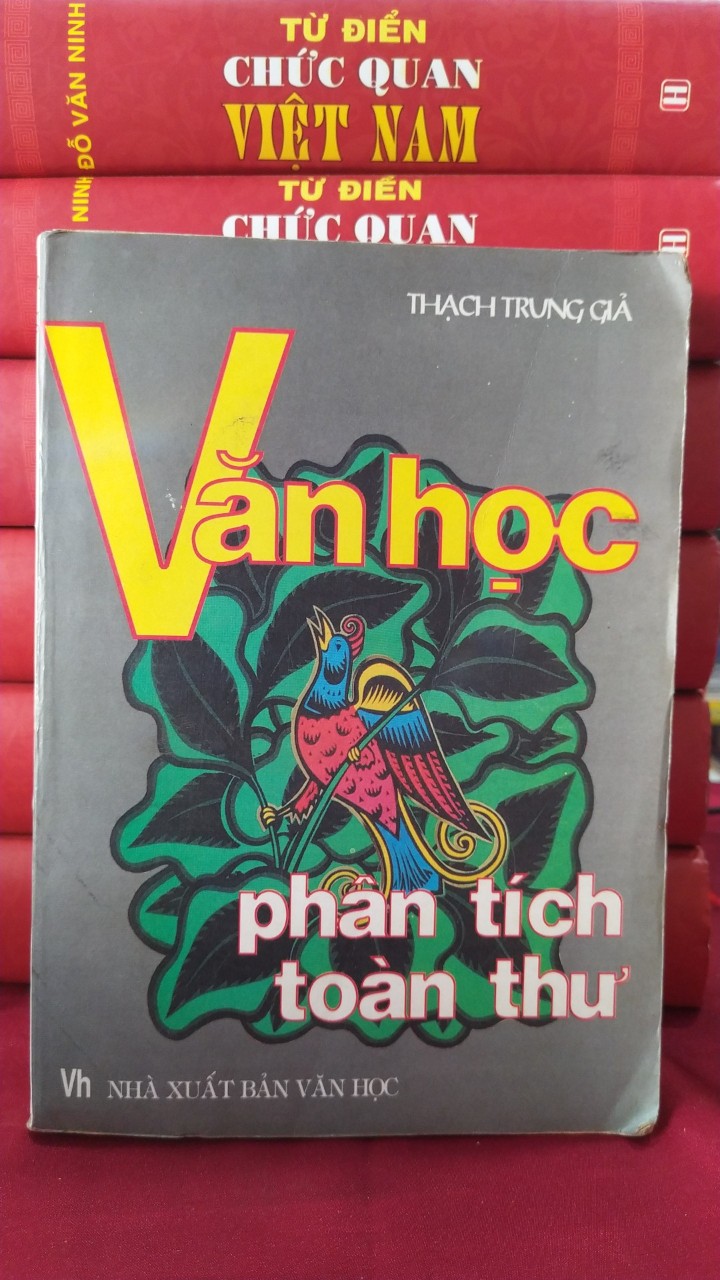 TỪ ĐIỂN
CHỨC QUAN
VIỆT NAM
ĐỖ VĂN NINH
H
TỪ ĐIỂN
CHỨC QUAN
NINH
H
THẠCH TRUNG GIẢ
Văn học
phân tích
toàn thư
Vh NHÀ XUẤT BẢN VĂN HỌC